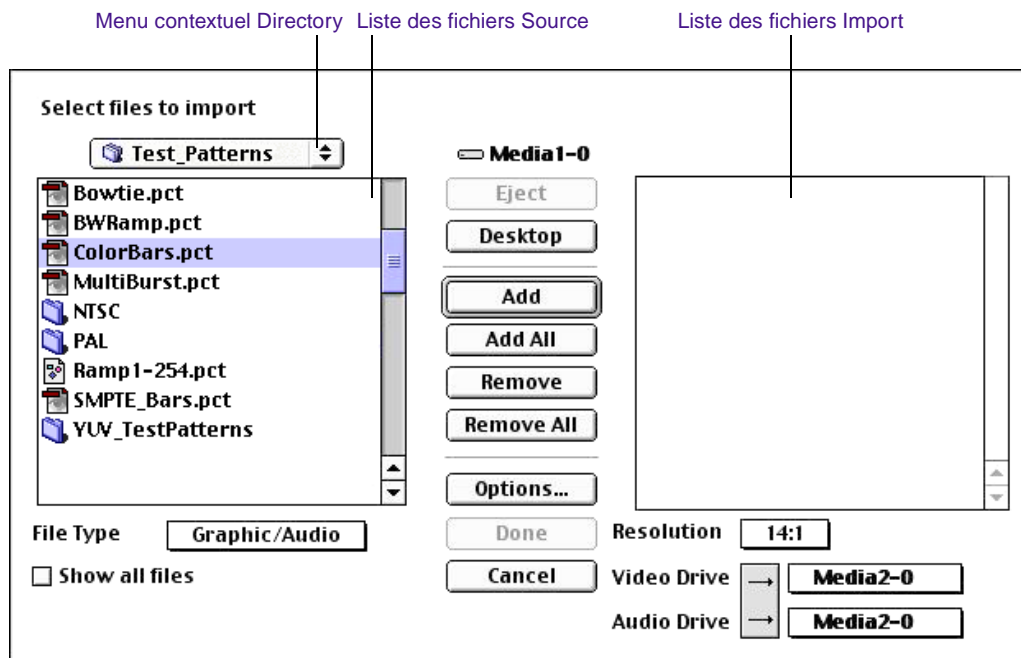 Menu contextuel Directory
Liste des fichiers Source
Liste des fichiers Import
Select files to import
Test_Patterns
Bowtie.pct
BWRamp.pct
ColorBars.pct
MultiBurst.pct
NTSC
PAL
Ramp1-254.pct
SMPTE_Bars.pct
YUV_TestPatterns
File Type
Graphic/Audio
Show all files
Media1-0
Eject
Desktop
Add
Add All
Remove
Remove All
Options...
Done
Cancel
Resolution
14:1
Video Drive
Media2-0
Audio Drive
Media2-0